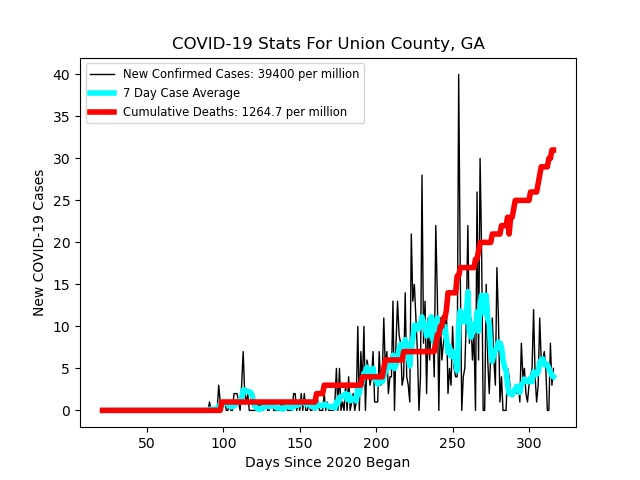 COVID-19 Stats For Union County, GA
New Confirmed Cases: 39400 per million
7 Day Case Average
Cumulative Deaths: 1264.7 per million
40
35
30
25
20
15
10
5
0
New COVID-19 Cases
50 100 150 200 250 300
Days Since 2020 Began